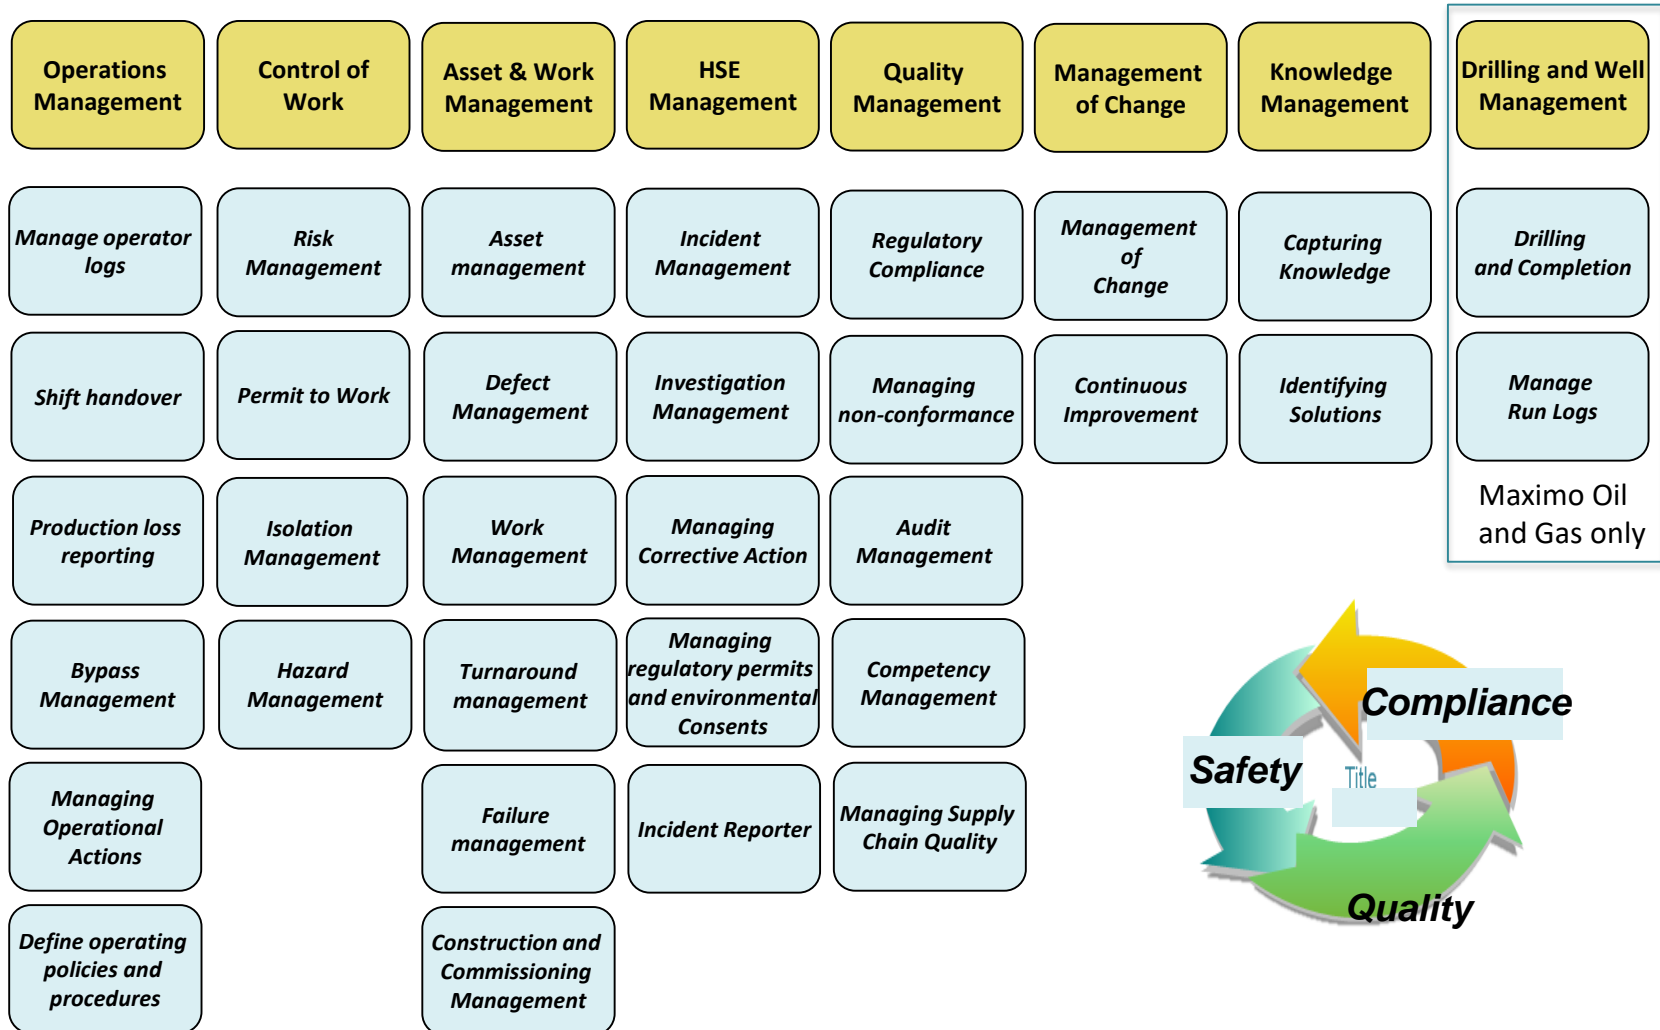 Operations
Management
Control of
Work
Asset & Work
Management
HSE
Management
Quality
Management
Management
of Change
Knowledge
Management
Drilling and Well
Management
Manage operator
logs
Risk
Management
Asset
management
Incident
Management
Regulatory
Compliance
Management
of
Change
Capturing
Knowledge
Drilling
and Completion
Shift handover
Permit to Work
Defect
Management
Investigation
Management
Managing
non-conformance
Continuous
Improvement
Identifying
Solutions
Manage
Run Logs
Production loss
reporting
Isolation
Management
Work
Management
Managing
Corrective Action
Audit
Management
Maximo Oil
and Gas only
Bypass
Management
Hazard
Management
Turnaround
management
Managing
regulatory permits
and environmental
Consents
Competency
Management
Managing
Operational
Actions
Failure
management
Incident Reporter
Managing Supply
Chain Quality
Define operating
policies and
procedures
Construction and
Commissioning
Management
Compliance
Safety
Title
Quality